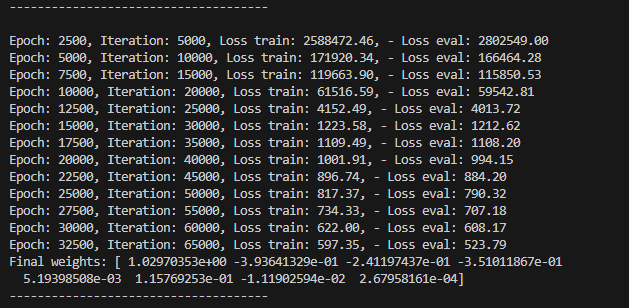 -------------------------------------
Epoch: 2500, Iteration: 5000, Loss train: 2588472.46, - Loss eval: 2802549.00
Epoch: 5000, Iteration: 10000, Loss train: 171920.34, - Loss eval: 166464.28
Epoch: 7500, Iteration: 15000, Loss train: 119663.90, - Loss eval: 115850.53
Epoch: 10000, Iteration: 20000, Loss train: 61516.59, - Loss eval: 59542.81
Epoch: 12500, Iteration: 25000, Loss train: 4152.49, - Loss eval: 4013.72
Epoch: 15000, Iteration: 30000, Loss train: 1223.58, - Loss eval: 1212.62
Epoch: 17500, Iteration: 35000, Loss train: 1109.49, - Loss eval: 1108.20
Epoch: 20000, Iteration: 40000, Loss train: 1001.91, - Loss eval: 994.15
Epoch: 22500, Iteration: 45000, Loss train: 896.74, - Loss eval: 884.20
Epoch: 25000, Iteration: 50000, Loss train: 817.37, - Loss eval: 790.32
Epoch: 27500, Iteration: 55000, Loss train: 734.33, - Loss eval: 707.18
Epoch: 30000, Iteration: 60000, Loss train: 622.00, - Loss eval: 608.17
Epoch: 32500, Iteration: 65000, Loss train: 597.35, - Loss eval: 523.79
Final weights: [ 1.02970353e+00 -3.93641329e-01 -2.41197437e-01 -3.51011867e-01
5.19398508e-03 1.15769253e-01 -1.11902594e-02 2.67958161e-04]
-------------------------------------